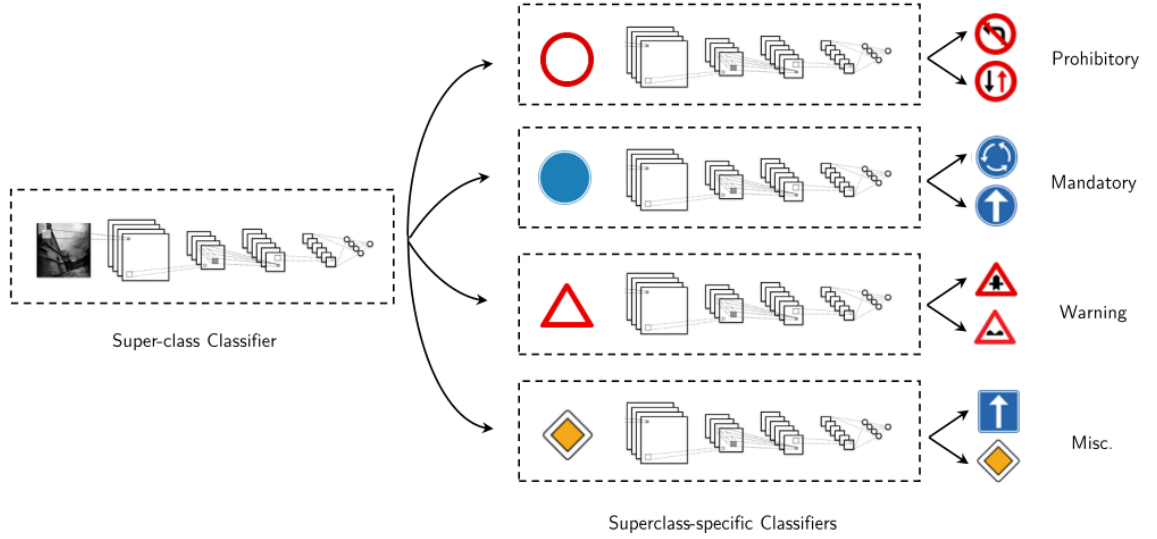 Prohibitory
Mandatory
Super-class Classifier
Warning
Misc.
Superclass-specific Classifiers